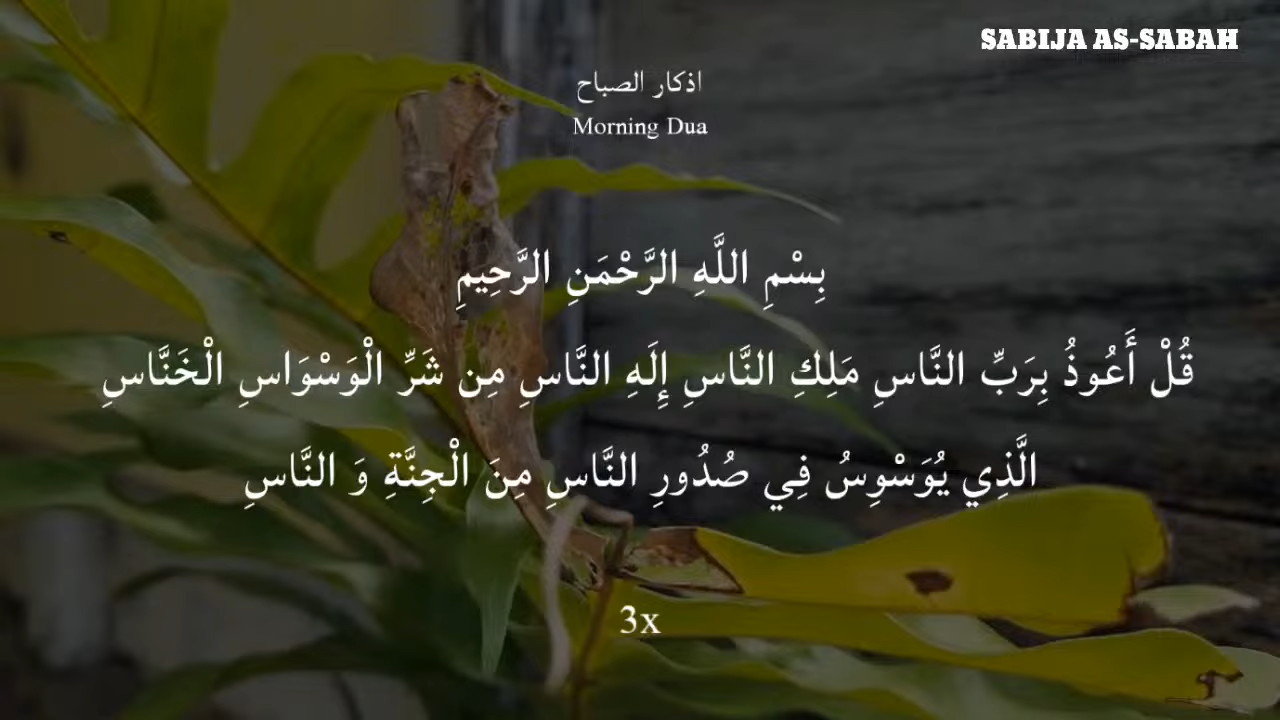 SABIJA AS-SABAH
اذكار الصباح
Morning Dua
بِسْمِ اللَّهِ الرَّحْمَنِ الرَّحِيمِ
قُلْ أَعُوذُ بِرَبِّ النَّاسِ مَلِكِ النَّاسِ إِلَهِ النَّاسِ مِن شَرِّ الْوَسْوَاسِ الْخَنَّاسِ
الَّذِي يُوَسْوِسُ فِي صُدُورِ النَّاسِ مِنَ الْجِنَّةِ وَ النَّاسِ
3x